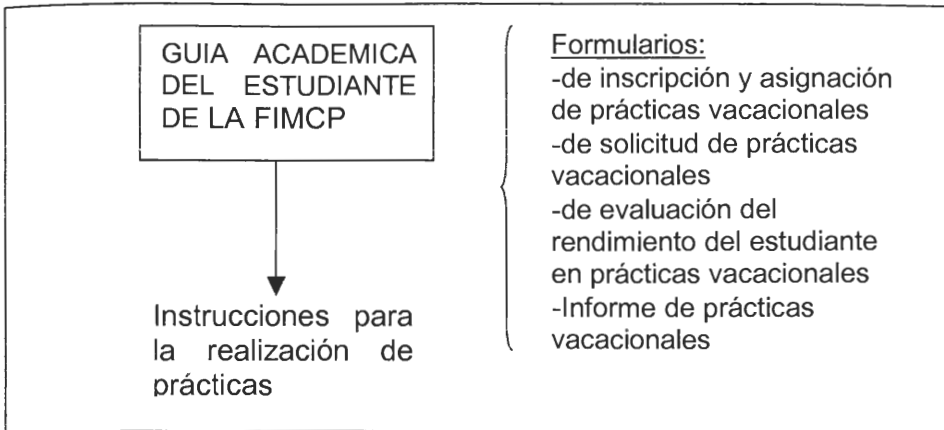 GUIA ACADEMICA
DEL ESTUDIANTE
DE LA FIMCP
Instrucciones para
la realización de
prácticas
Formularios:
-de inscripción y asignación
de prácticas vacacionales
-de solicitud de prácticas
vacacionales
-de evaluación del
rendimiento del estudiante
en prácticas vacacionales
-Informe de prácticas
vacacionales